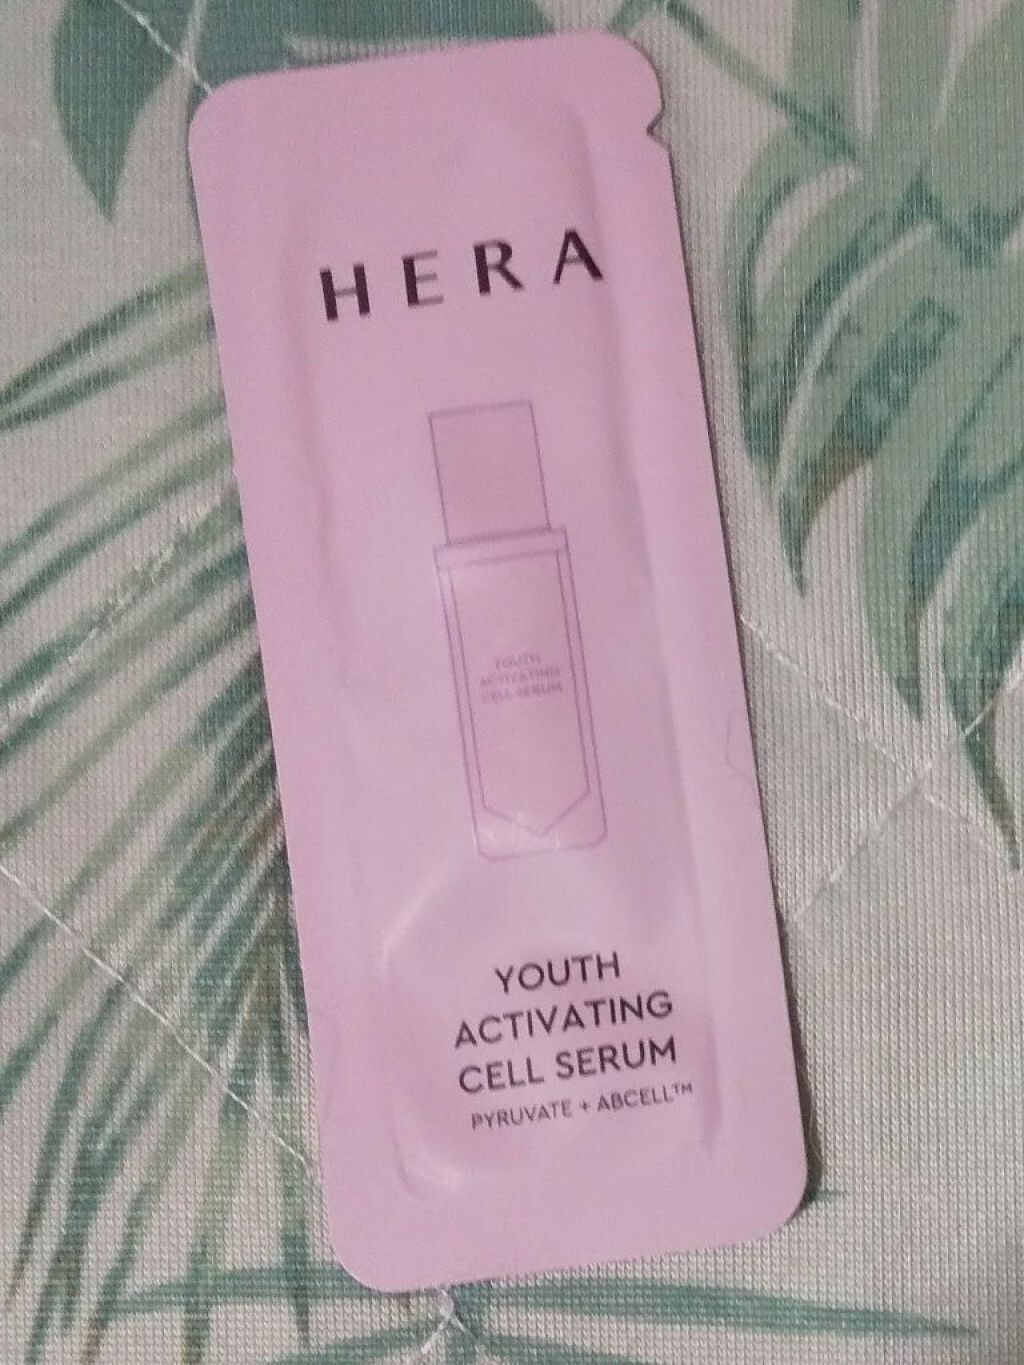 HERA
YOUTH
ACTIVATING
CELL SERUM
YOUTH
ACTIVATING
CELL SERUM
PYRUVATE + ABCELL™